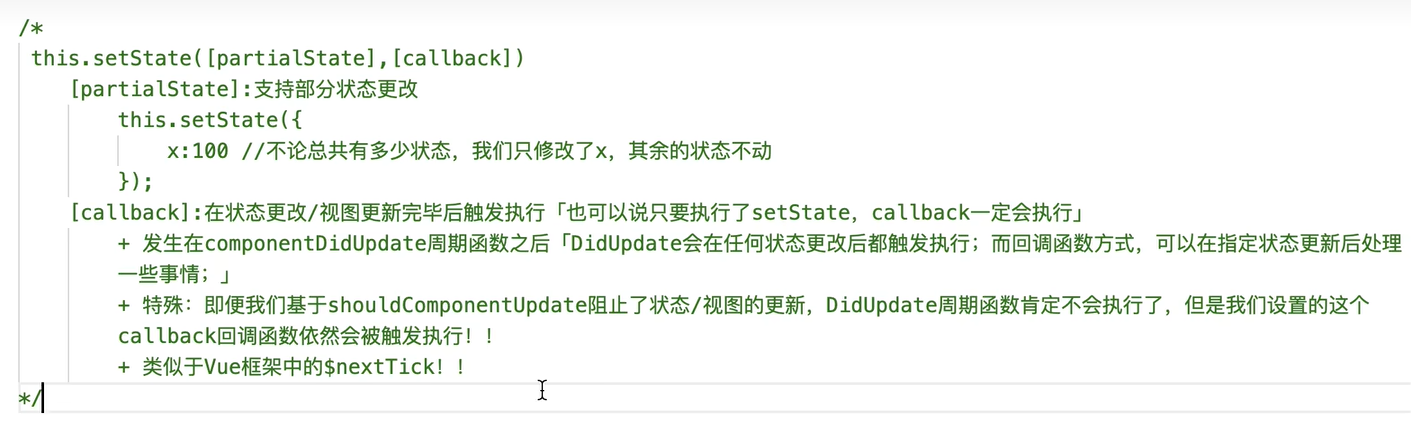 /*
this.setState([partialState],[callback])
[partialState]:支持部分状态更改
this.setState({
x:100 //不论总共有多少状态，我们只修改了x，其余的状态不动
});
[callback]:在状态更改/视图更新完毕后触发执行「也可以说只要执行了setState，callback一定会执行」
+ 发生在componentDidUpdate周期函数之后「DidUpdate会在任何状态更改后都触发执行；而回调函数方式，可以在指定状态更新后处理
一些事情；」
+ 特殊：即便我们基于shouldComponentUpdate阻止了状态/视图的更新，DidUpdate周期函数肯定不会执行了，但是我们设置的这个
callback回调函数依然会被触发执行！！
+ 类似于Vue框架中的$nextTick！！
*/